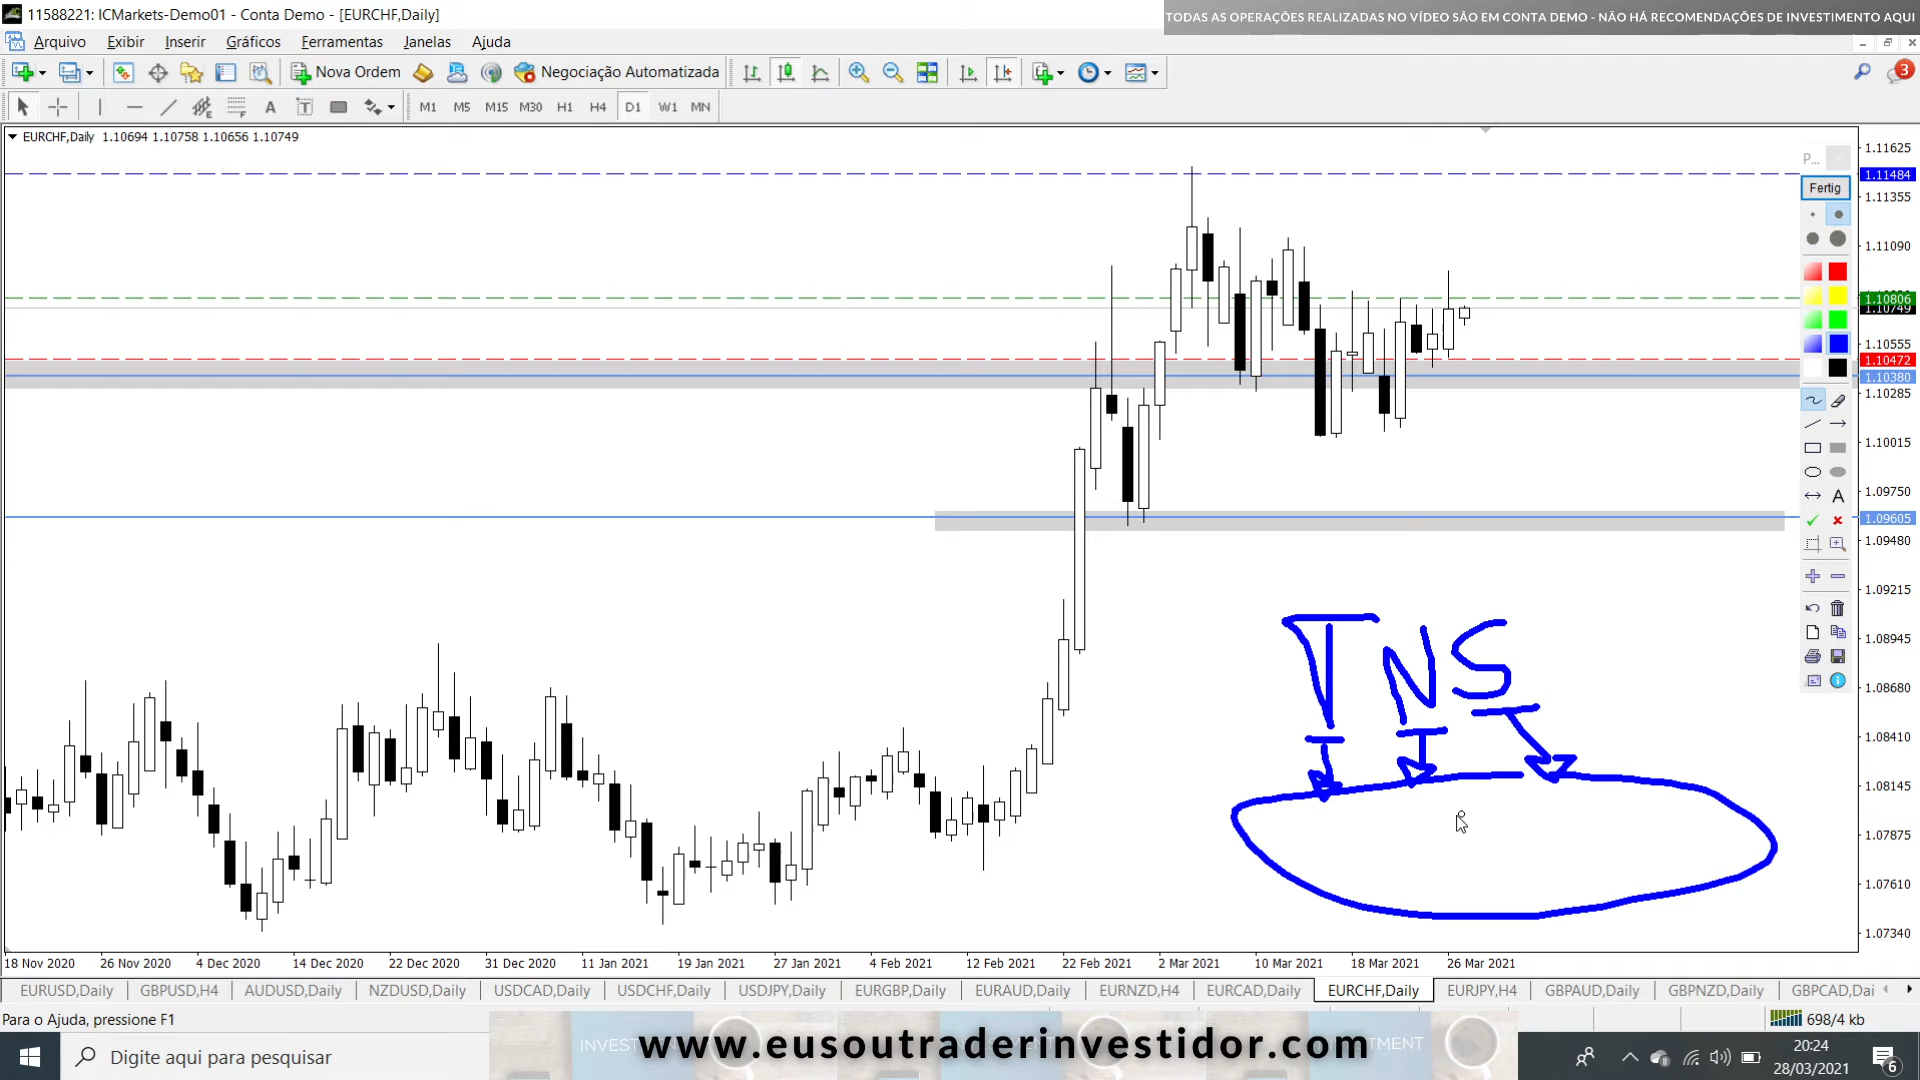 11588221: ICMarkets-Demo01 - Conta Demo - [EURCHF,Daily]
TODAS AS OPERAÇÕES REALIZADAS NO VÍDEO SÃO EM CONTA DEMO - NÃO HÁ RECOMENDAÇÕES DE INVESTIMENTO AQUI
Arquivo Exibir Inserir Gráficos Ferramentas Janelas Ajuda
Nova Ordem Negociação Automatizada 3
A T M1 M5 M15 M30 H1 H4 D1 W1 MN
EURCHF,Daily 1.10694 1.10758 1.10656 1.10749
1.11625
P...
1.11484
Fertig
1.11355
1.11090
1.10806
1.10749
1.10555
1.10472
1.10380
1.10285
1.10015
1.09750
A
1.09605
1.09480
1.09215
1.08945
1.08680
1.08410
1.08145
1.07875
1.07610
1.07340
TNS
18 Nov 2020 26 Nov 2020 4 Dec 2020 14 Dec 2020 22 Dec 2020 31 Dec 2020 11 Jan 2021 19 Jan 2021 27 Jan 2021 4 Feb 2021 12 Feb 2021 22 Feb 2021 2 Mar 2021 10 Mar 2021 18 Mar 2021 26 Mar 2021
EURUSD,Daily GBPUSD,H4 AUDUSD,Daily NZDUSD,Daily USDCAD,Daily USDCHF,Daily USDJPY,Daily EURGBP,Daily EURAUD,Daily EURNZD,H4 EURCAD,Daily EURCHF,Daily EURJPY,H4 GBPAUD,Daily GBPNZD,Daily GBPCAD,Dai
Para o Ajuda, pressione F1
698/4 kb
Digite aqui para pesquisar
www.eusoutraderinvestidor.com
20:24
28/03/2021
6